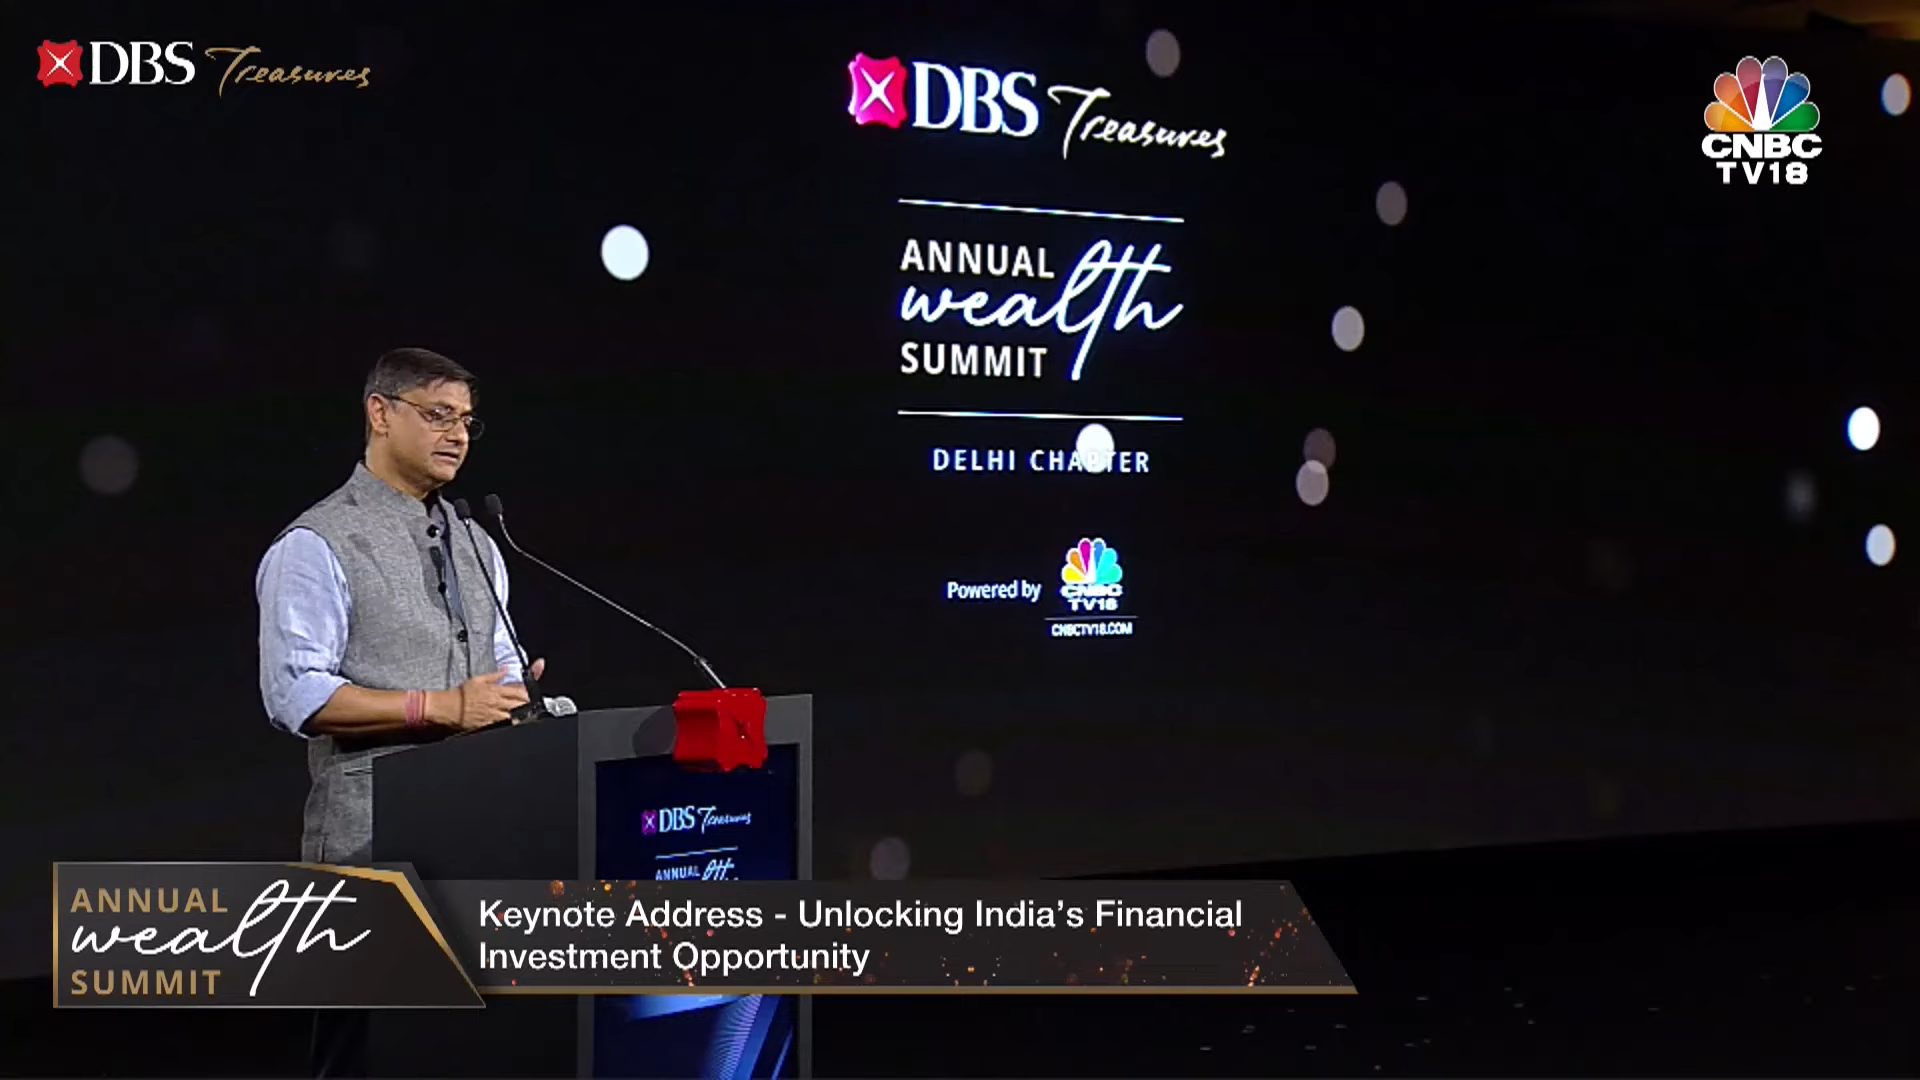 DBS Treasures
DBS Treasures
CNBC
TV18
ANNUAL
wealth
SUMMIT
DELHI CHAPTER
Powered by
CNBC
TV18
CNBCTV18.COM
DBS Treasures
ANNUAL
ANNUAL
wealth
SUMMIT
Keynote Address - Unlocking India’s Financial
Investment Opportunity